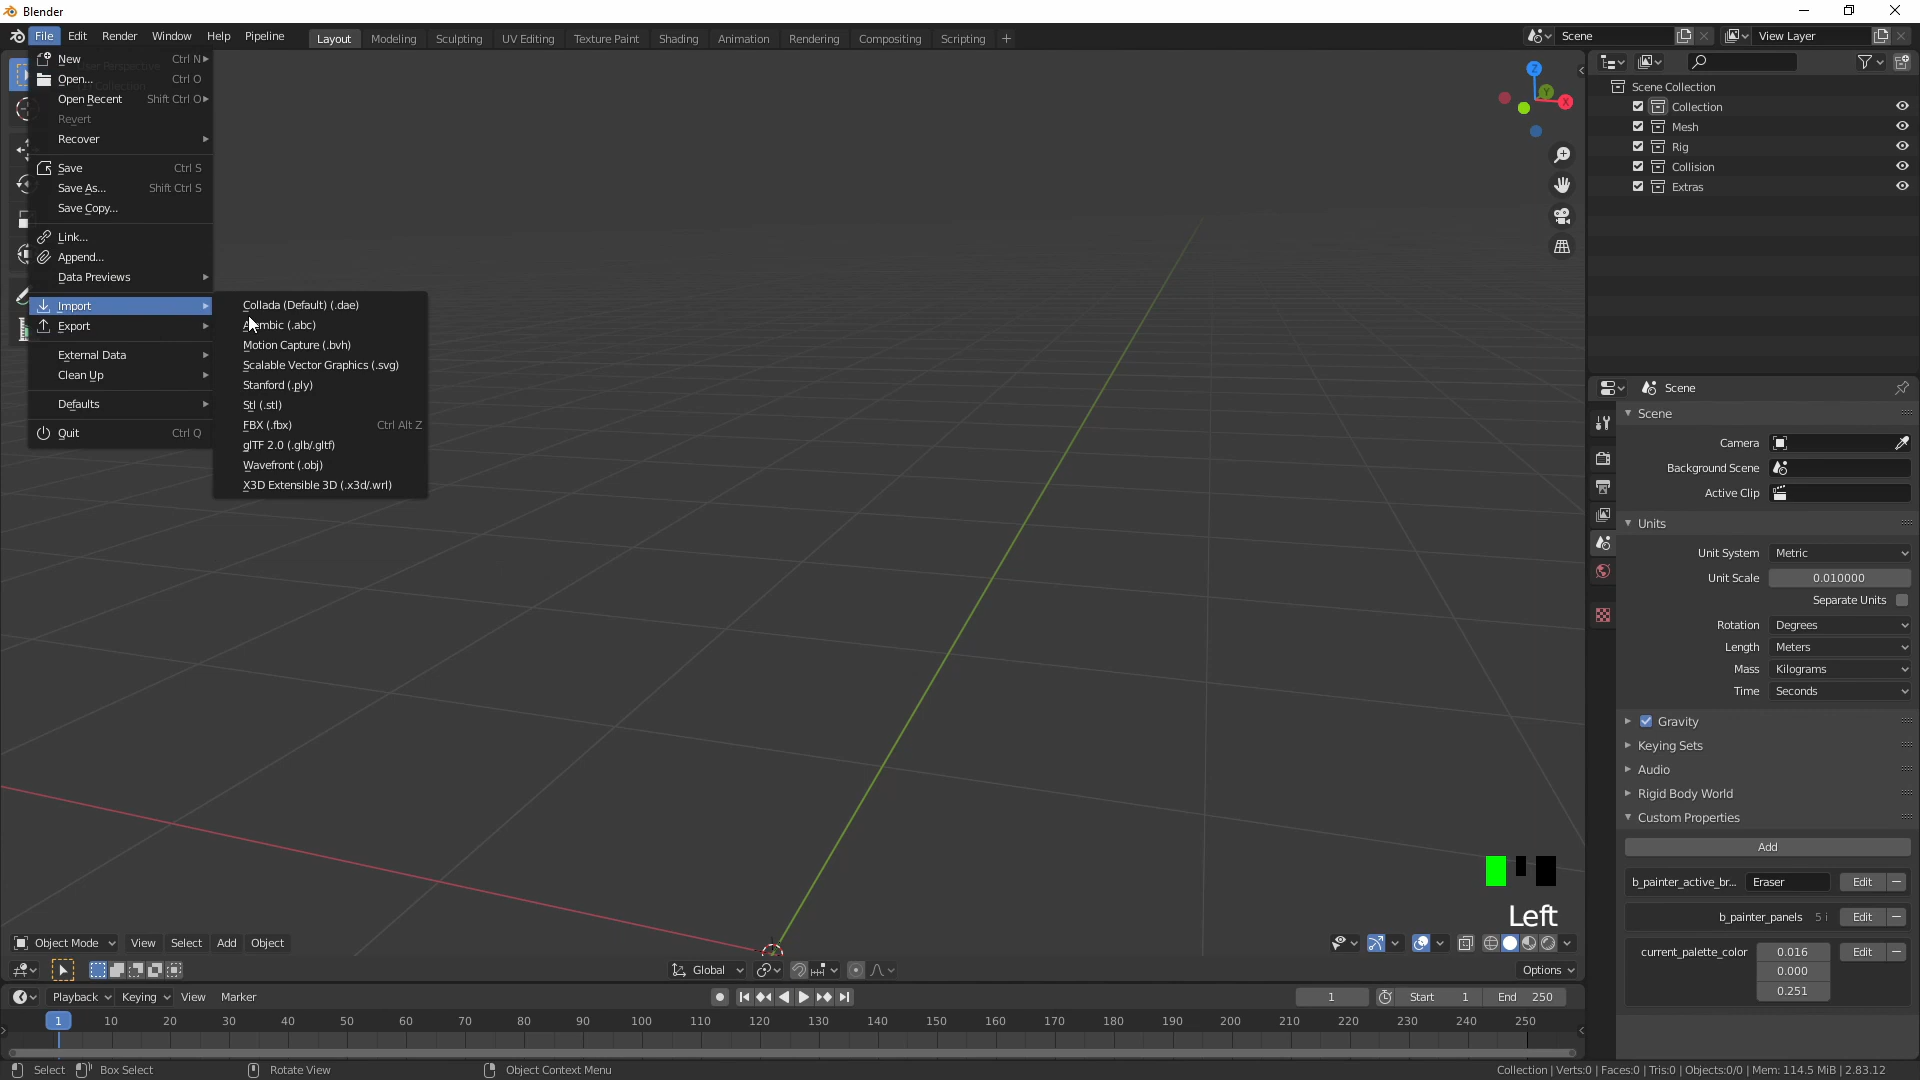 Blender
File Edit Render Window Help Pipeline Layout Modeling Sculpting UV Editing Texture Paint Shading Animation Rendering Compositing Scripting + Scene View Layer
New Ctrl N
Open... Ctrl O
Open Recent Shift Ctrl O
Revert
Recover
Save Ctrl S
Save As... Shift Ctrl S
Save Copy...
Link...
Append...
Data Previews
Import
Export
External Data
Clean Up
Defaults
Quit Ctrl Q
Collada (Default) (.dae)
(.abc)
Motion Capture (.bvh)
Scalable Vector Graphics (.svg)
Stanford (.ply)
Stl (.stl)
FBX (.fbx) Ctrl Alt Z
glTF 2.0 (.glb/.gltf)
Wavefront (.obj)
X3D Extensible 3D (.x3d/.wrl)
Z
Y
X
Left
Scene Collection
Collection
Mesh
Rig
Collision
Extras
Scene
Scene
Camera
Background Scene
Active Clip
Units
Unit System Metric
Unit Scale 0.010000
Separate Units
Rotation Degrees
Length Meters
Mass Kilograms
Time Seconds
Gravity
Keying Sets
Audio
Rigid Body World
Custom Properties
Add
b_painter_active_br... Eraser Edit
b_painter_panels 5 i Edit
current_palette_color 0.016 Edit
0.000
0.251
Object Mode View Select Add Object
Global Options
Playback Keying View Marker 1 Start 1 End 250
1 10 20 30 40 50 60 70 80 90 100 110 120 130 140 150 160 170 180 190 200 210 220 230 240 250
Select Box Select Rotate View Object Context Menu Collection | Verts:0 | Faces:0 | Tris:0 | Objects:0/0 | Mem: 114.5 MiB | 2.83.12